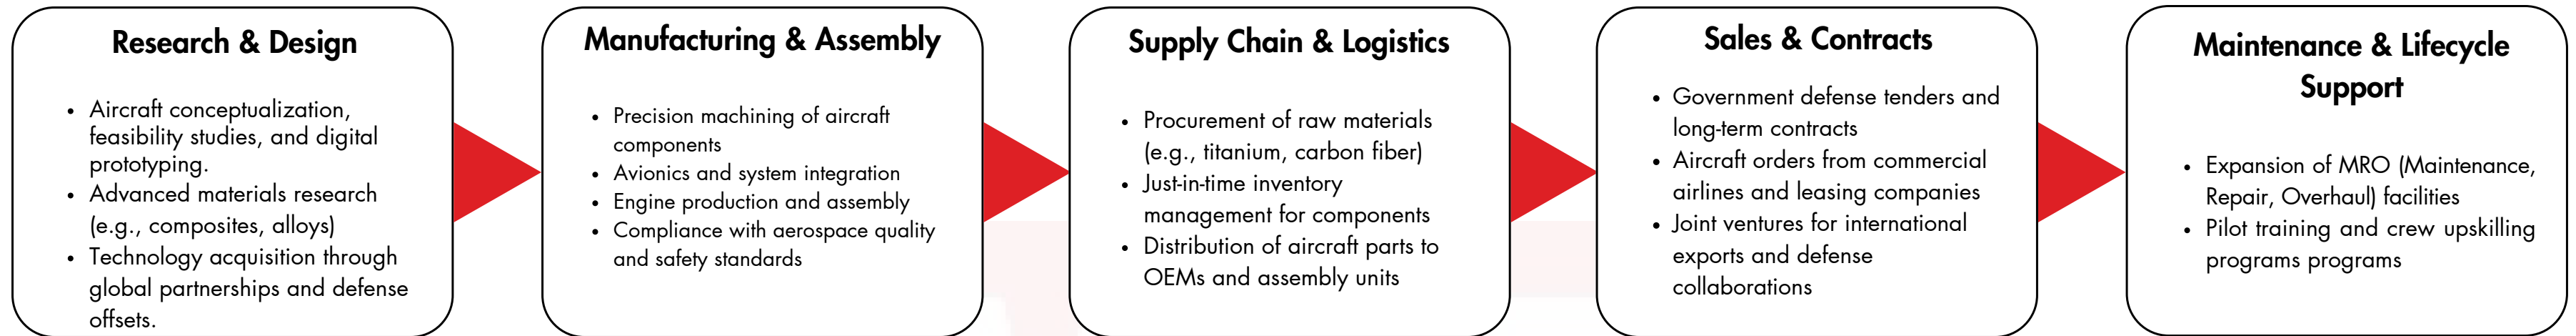 Research & Design
• Aircraft conceptualization,
feasibility studies, and digital
prototyping.
• Advanced materials research
(e.g., composites, alloys)
• Technology acquisition through
global partnerships and defense
offsets.
Manufacturing & Assembly
• Precision machining of aircraft
components
• Avionics and system integration
• Engine production and assembly
• Compliance with aerospace quality
and safety standards
Supply Chain & Logistics
• Procurement of raw materials
(e.g., titanium, carbon fiber)
• Just-in-time inventory
management for components
• Distribution of aircraft parts to
OEMs and assembly units
Sales & Contracts
• Government defense tenders and
long-term contracts
• Aircraft orders from commercial
airlines and leasing companies
• Joint ventures for international
exports and defense
collaborations
Maintenance & Lifecycle
Support
• Expansion of MRO (Maintenance,
Repair, Overhaul) facilities
• Pilot training and crew upskilling
programs programs